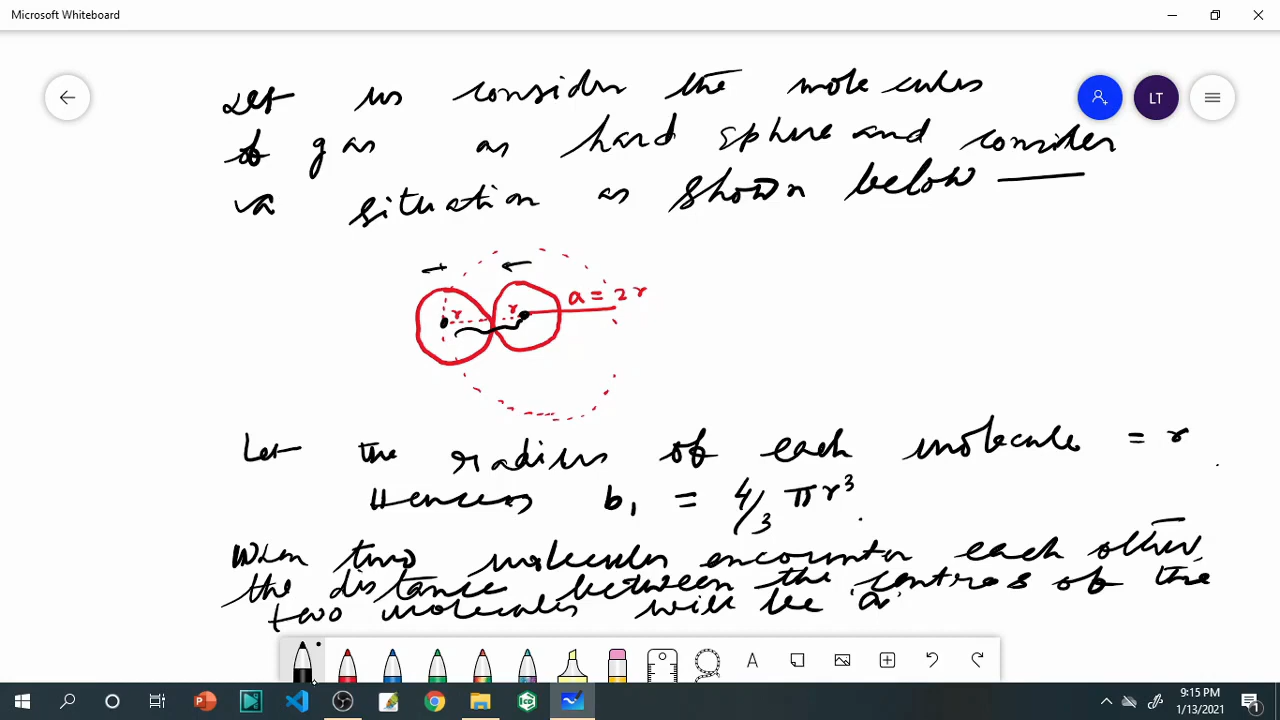 Microsoft Whiteboard
LT
Let us consider the molecules
of gas as hard sphere and consider
a situation as shown below —
a = 2r
r r
Let the radius of each molecule = r
Hence b₁ = 4/3 πr³
When two molecules encounter each other,
the distance between the centres of the
two molecules will be 'a'
A
9:15 PM
1/13/2021